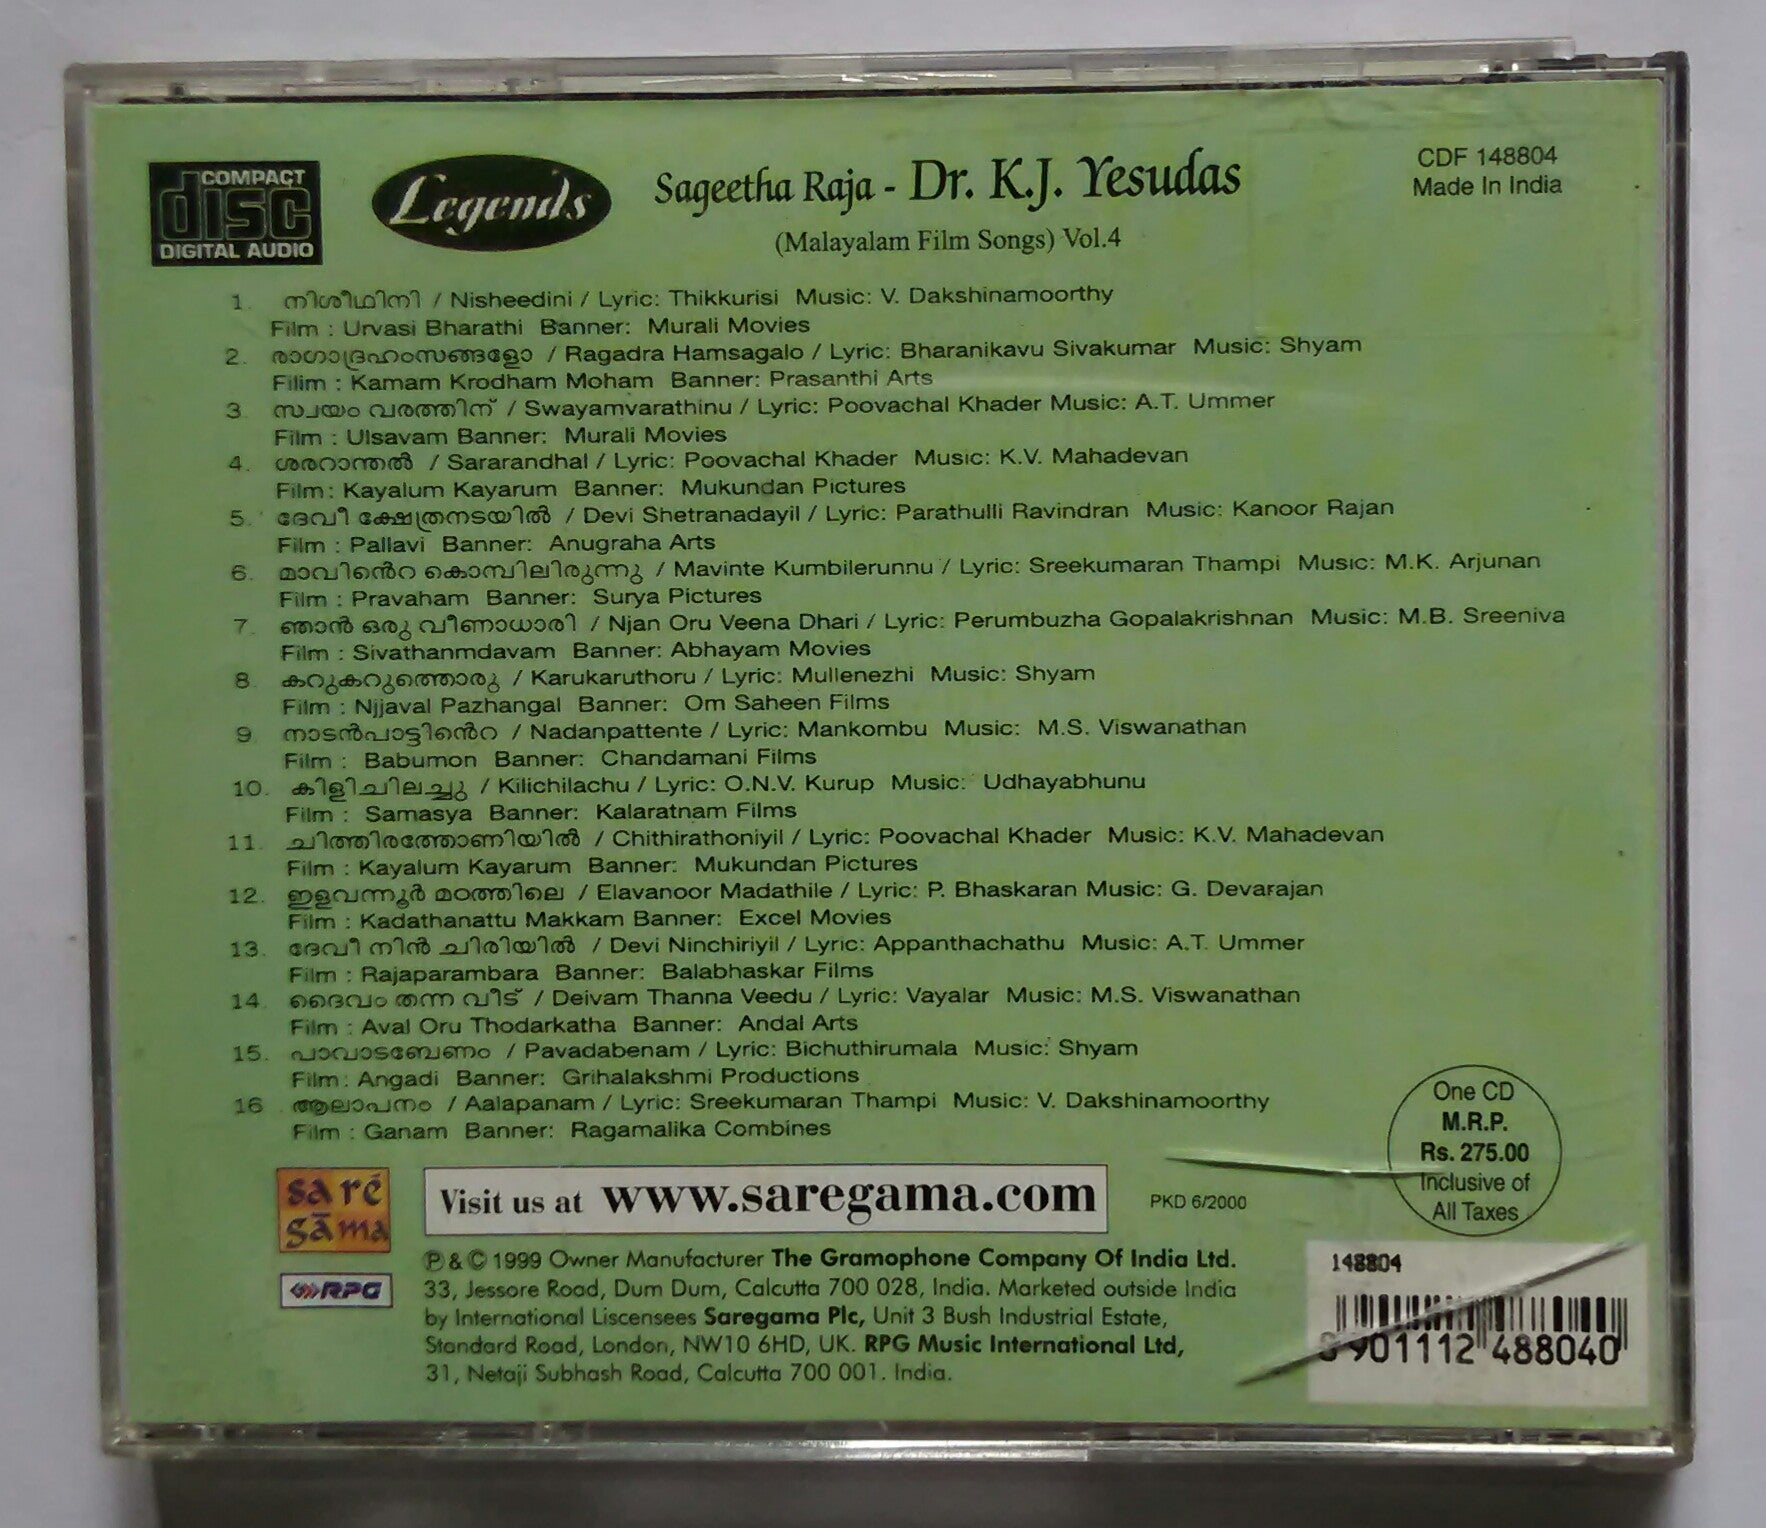 COMPACT
disc
DIGITAL AUDIO
Legends
Sageetha Raja - Dr. K.J. Yesudas
(Malayalam Film Songs) Vol.4
CDF 148804
Made In India
1. നിശീഥിനി / Nisheedini / Lyric: Thikkurisi Music: V. Dakshinamoorthy
Film : Urvasi Bharathi Banner: Murali Movies
2. രാഗാദ്രഹംസങ്ങളോ / Ragadra Hamsagalo / Lyric: Bharanikavu Sivakumar Music: Shyam
Filim : Kamam Krodham Moham Banner: Prasanthi Arts
3. സ്വയം വരത്തിന് / Swayamvarathinu / Lyric: Poovachal Khader Music: A.T. Ummer
Film : Ulsavam Banner: Murali Movies
4. ശരറാന്തൽ / Sararandhal / Lyric: Poovachal Khader Music: K.V. Mahadevan
Film : Kayalum Kayarum Banner: Mukundan Pictures
5. ദേവീ ക്ഷേത്രനടയിൽ / Devi Shetranadayil / Lyric: Parathulli Ravindran Music: Kanoor Rajan
Film : Pallavi Banner: Anugraha Arts
6. മാവിൻെറ കൊമ്പിലിരുന്നു / Mavinte Kumbilerunnu / Lyric: Sreekumaran Thampi Music: M.K. Arjunan
Film : Pravaham Banner: Surya Pictures
7. ഞാൻ ഒരു വീണാധാരി / Njan Oru Veena Dhari / Lyric: Perumbuzha Gopalakrishnan Music: M.B. Sreeniva
Film : Sivathanmdavam Banner: Abhayam Movies
8. കറുകറുത്തൊരു / Karukaruthoru / Lyric: Mullenezhi Music: Shyam
Film : Njjaval Pazhangal Banner: Om Saheen Films
9. നാടൻപാട്ടിൻെറ / Nadanpattente / Lyric: Mankombu Music: M.S. Viswanathan
Film : Babumon Banner: Chandamani Films
10. കിളിചിലച്ചു / Kilichilachu / Lyric: O.N.V. Kurup Music: Udhayabhunu
Film : Samasya Banner: Kalaratnam Films
11. ചിത്തിരത്തോണിയിൽ / Chithirathoniyil / Lyric: Poovachal Khader Music: K.V. Mahadevan
Film : Kayalum Kayarum Banner: Mukundan Pictures
12. ഇളവന്നൂർ മഠത്തിലെ / Elavanoor Madathile / Lyric: P. Bhaskaran Music: G. Devarajan
Film : Kadathanattu Makkam Banner: Excel Movies
13. ദേവീ നിൻ ചിരിയിൽ / Devi Ninchiriyil / Lyric: Appanthachathu Music: A.T. Ummer
Film : Rajaparambara Banner: Balabhaskar Films
14. ദൈവം തന്ന വീട് / Deivam Thanna Veedu / Lyric: Vayalar Music: M.S. Viswanathan
Film : Aval Oru Thodarkatha Banner: Andal Arts
15. പാവാടബേണം / Pavadabenam / Lyric: Bichuthirumala Music: Shyam
Film : Angadi Banner: Grihalakshmi Productions
16 ആലാപനം / Aalapanam / Lyric: Sreekumaran Thampi Music: V. Dakshinamoorthy
Film : Ganam Banner: Ragamalika Combines
One CD
M.R.P.
Rs. 275.00
Inclusive of
All Taxes
sa rē
gāma
RPG
Visit us at www.saregama.com
PKD 6/2000
℗ & © 1999 Owner Manufacturer The Gramophone Company Of India Ltd.
33, Jessore Road, Dum Dum, Calcutta 700 028, India. Marketed outside India
by International Liscensees Saregama Plc, Unit 3 Bush Industrial Estate,
Standard Road, London, NW10 6HD, UK. RPG Music International Ltd,
31, Netaji Subhash Road, Calcutta 700 001. India.
148804
8 901112 488040